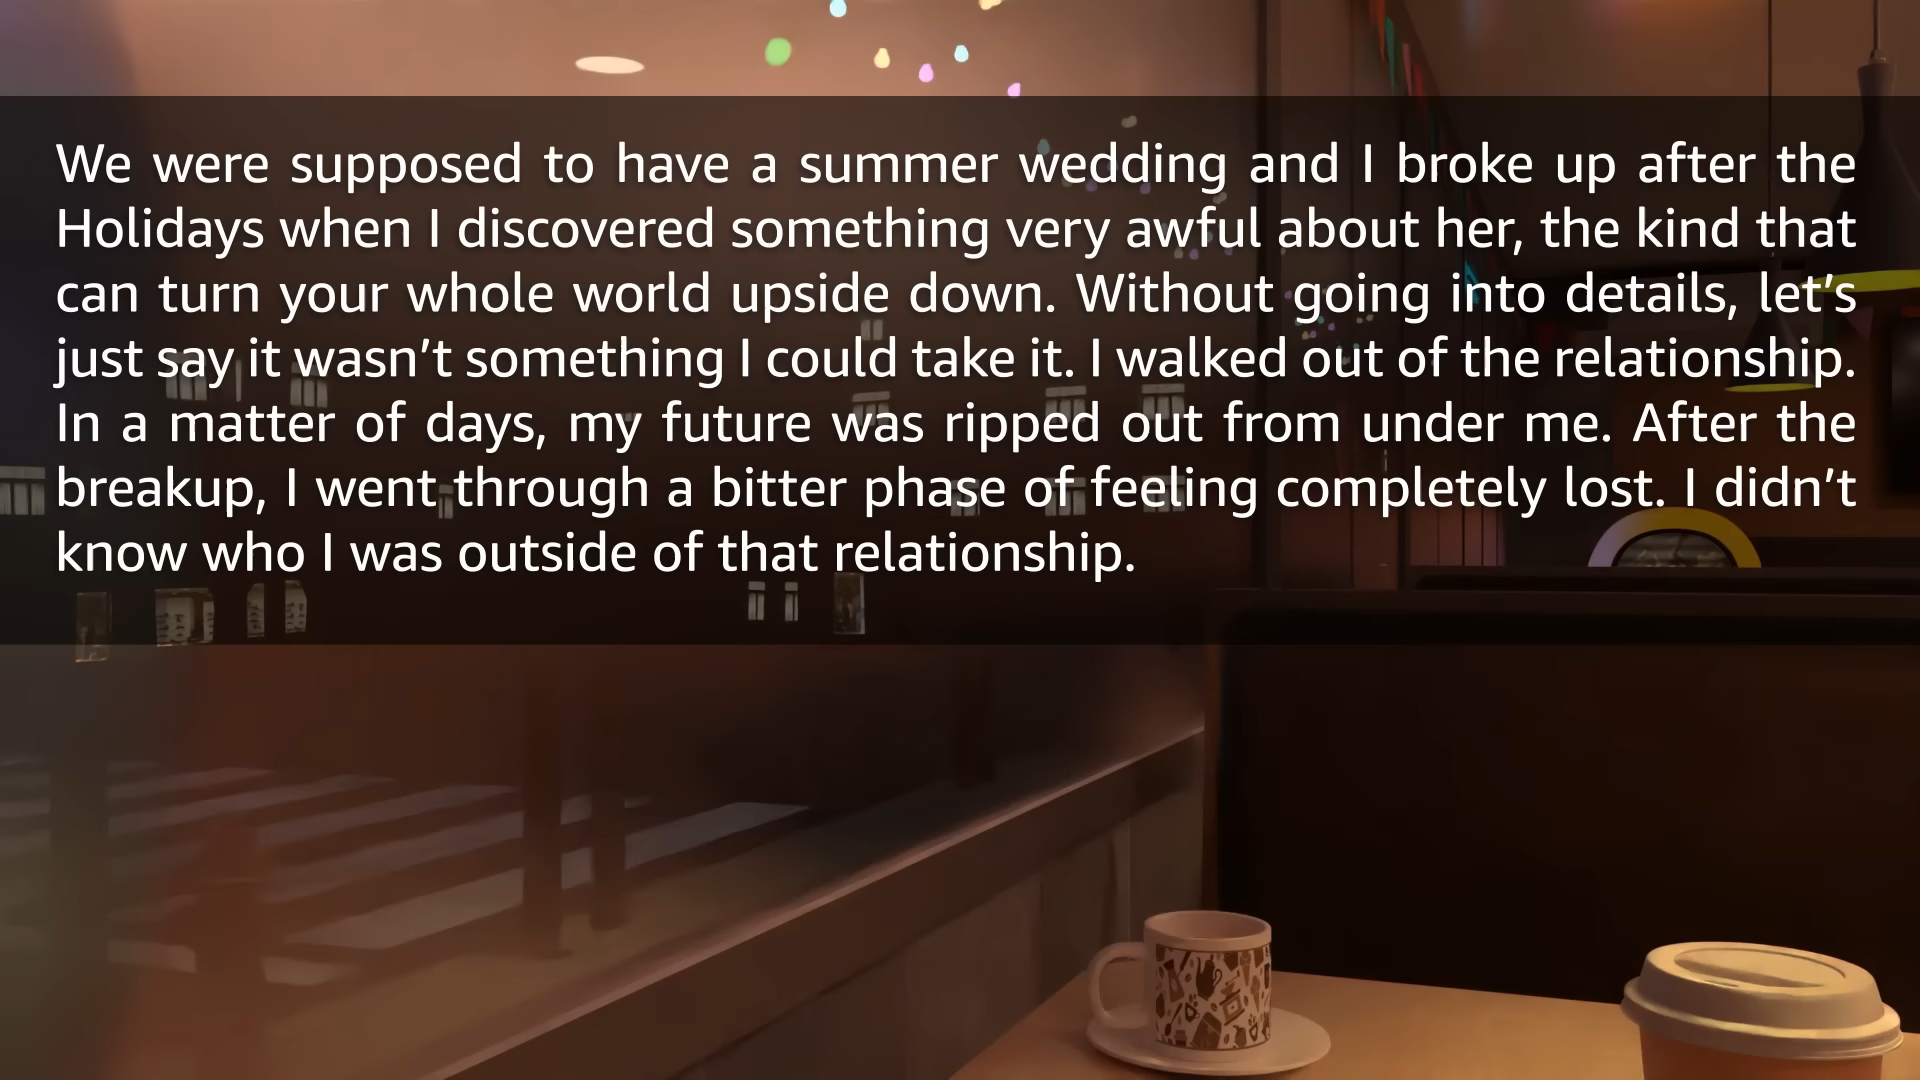 We were supposed to have a summer wedding and I broke up after the
Holidays when I discovered something very awful about her, the kind that
can turn your whole world upside down. Without going into details, let’s
just say it wasn’t something I could take it. I walked out of the relationship.
In a matter of days, my future was ripped out from under me. After the
breakup, I went through a bitter phase of feeling completely lost. I didn’t
know who I was outside of that relationship.